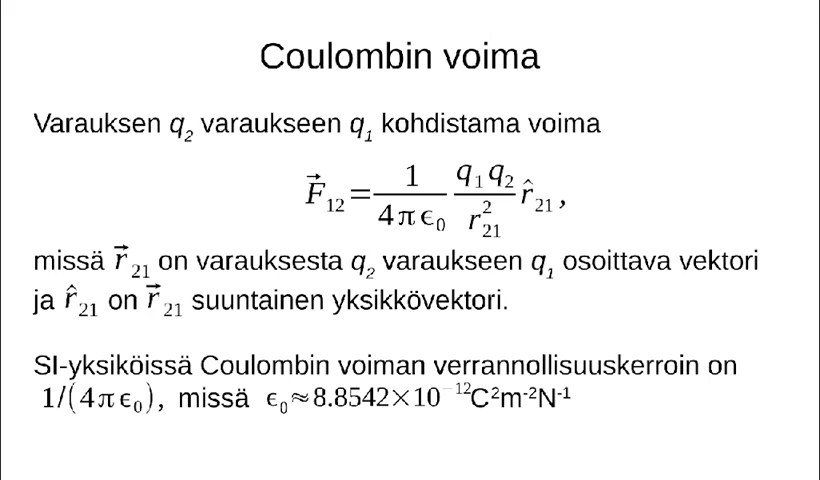 Coulombin voima
Varauksen q₂ varaukseen q₁ kohdistama voima
F⃗₁₂ = 1/(4πϵ₀) q₁q₂/r₂₁² r̂₂₁,
missä r⃗₂₁ on varauksesta q₂ varaukseen q₁ osoittava vektori
ja r̂₂₁ on r⃗₂₁ suuntainen yksikkövektori.
SI-yksiköissä Coulombin voiman verrannollisuuskerroin on
1/(4πϵ₀), missä ϵ₀≈8.8542×10⁻¹²C²m⁻²N⁻¹